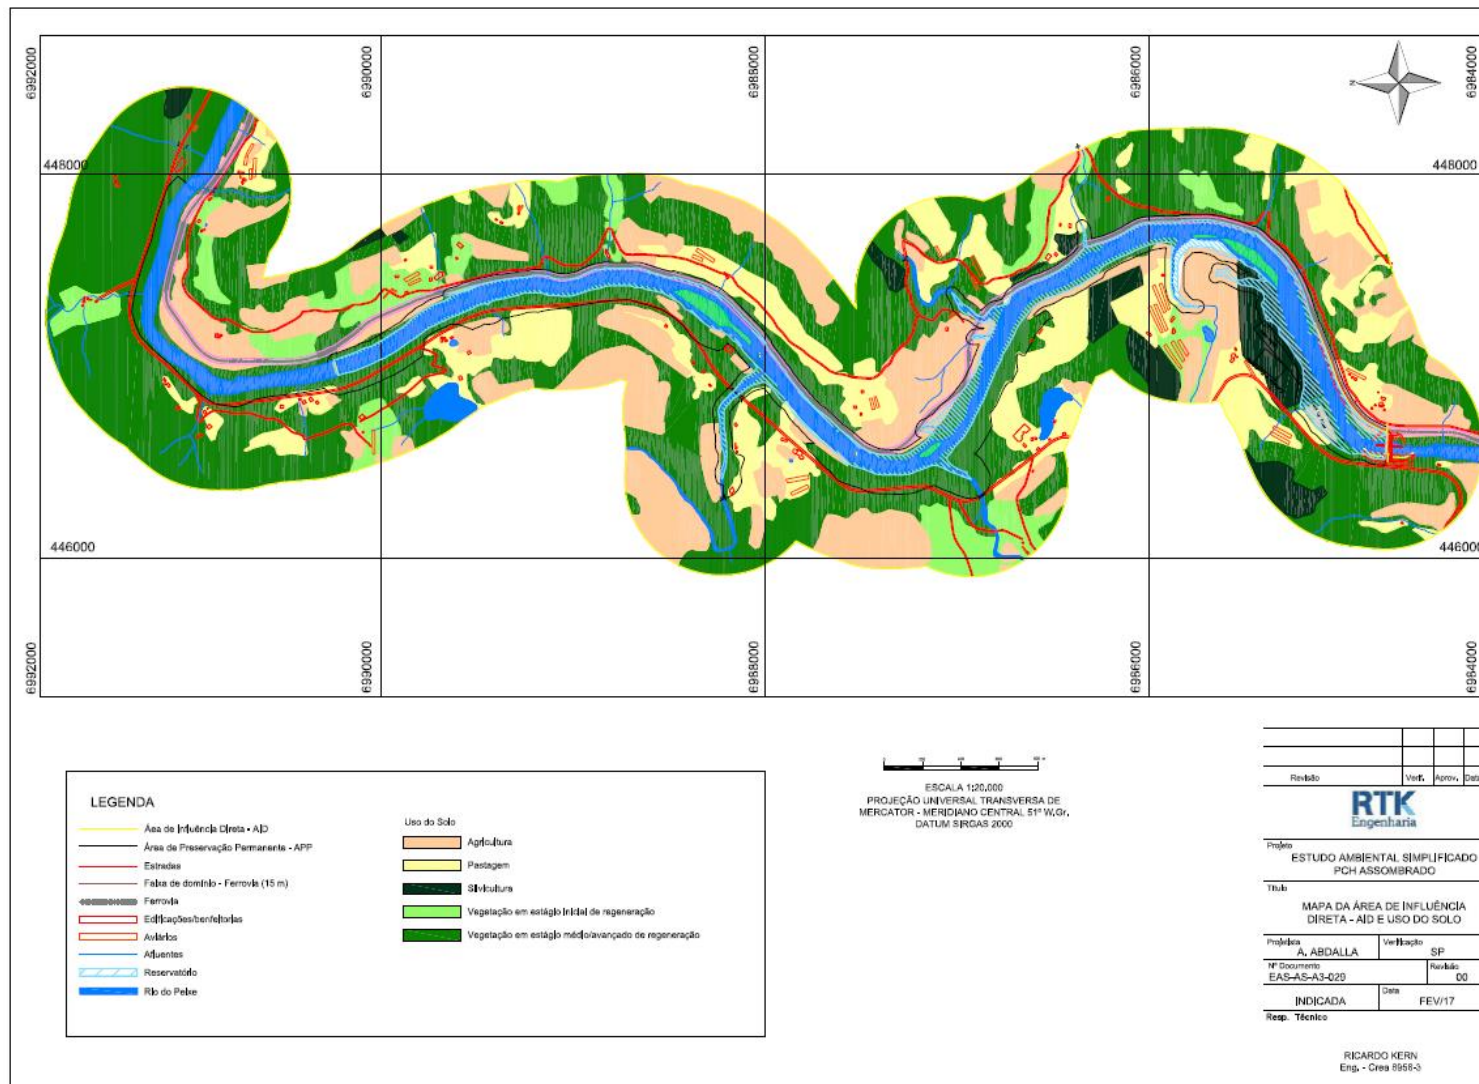 6992000
6990000
6988000
6986000
6984000
N
448000
448000
446000
446000
6992000
6990000
6988000
6986000
6984000
LEGENDA
Áea de Influência Direta - AID
Área de Preservação Permanente - APP
Estradas
Faixa de domínio - Ferrovia (15 m)
Ferrovia
Edificações/benfeitorias
Aviários
Afluentes
Reservatório
Rio do Peixe
Uso do Solo
Agricultura
Pastagem
Silvicultura
Vegetação em estágio inicial de regeneração
Vegetação em estágio médio/avançado de regeneração
ESCALA 1:20.000
PROJEÇÃO UNIVERSAL TRANSVERSA DE
MERCATOR - MERIDIANO CENTRAL 51º W.Gr.
DATUM SIRGAS 2000
Revisão Verif. Aprov. Data
RTK
Engenharia
Projeto
ESTUDO AMBIENTAL SIMPLIFICADO
PCH ASSOMBRADO
Título
MAPA DA ÁREA DE INFLUÊNCIA
DIRETA - AID E USO DO SOLO
Projetista Verificação
A. ABDALLA SP
Nº Documento Revisão
EAS-AS-A3-029 00
Data
INDICADA FEV/17
Resp. Técnico
RICARDO KERN
Eng. - Crea 8958-3